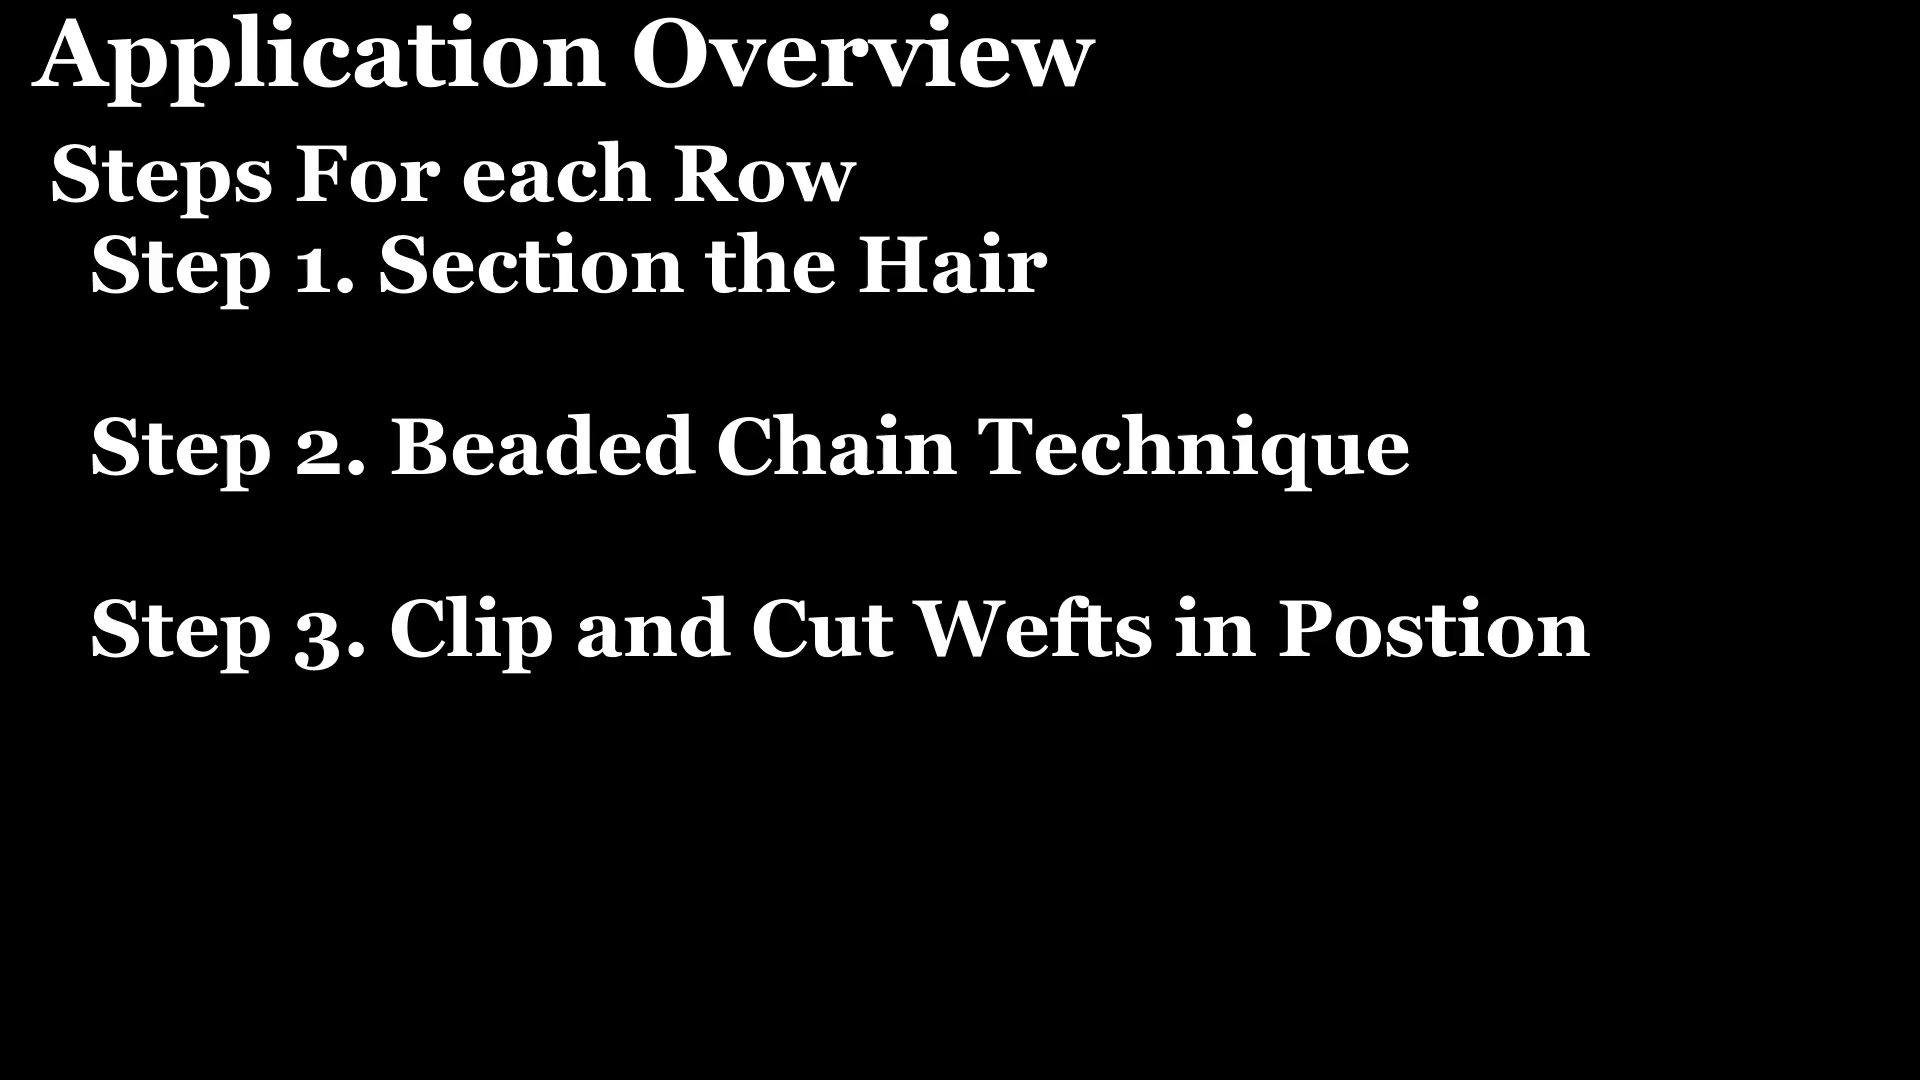 Application Overview
Steps For each Row
Step 1. Section the Hair
Step 2. Beaded Chain Technique
Step 3. Clip and Cut Wefts in Postion